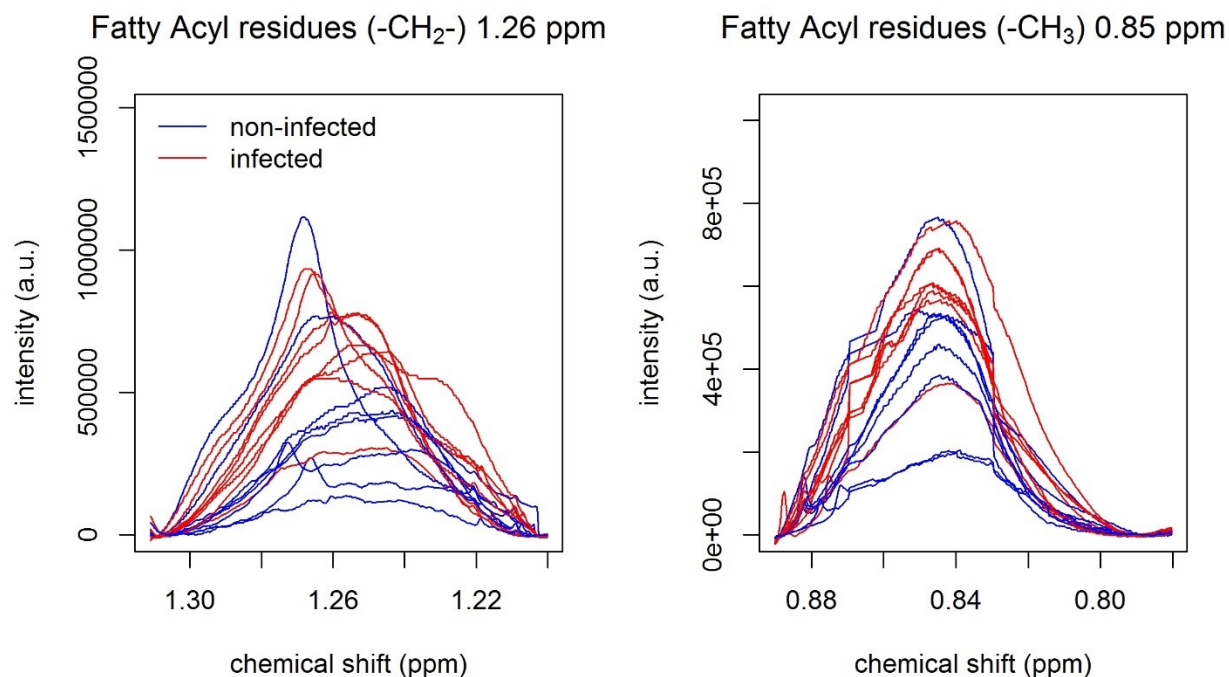 Fatty Acyl residues (-CH₂-) 1.26 ppm
1500000
1000000
500000
0
intensity (a.u.)
non-infected
infected
1.30
1.26
1.22
chemical shift (ppm)
Fatty Acyl residues (-CH₃) 0.85 ppm
8e+05
4e+05
0e+00
intensity (a.u.)
0.88
0.84
0.80
chemical shift (ppm)